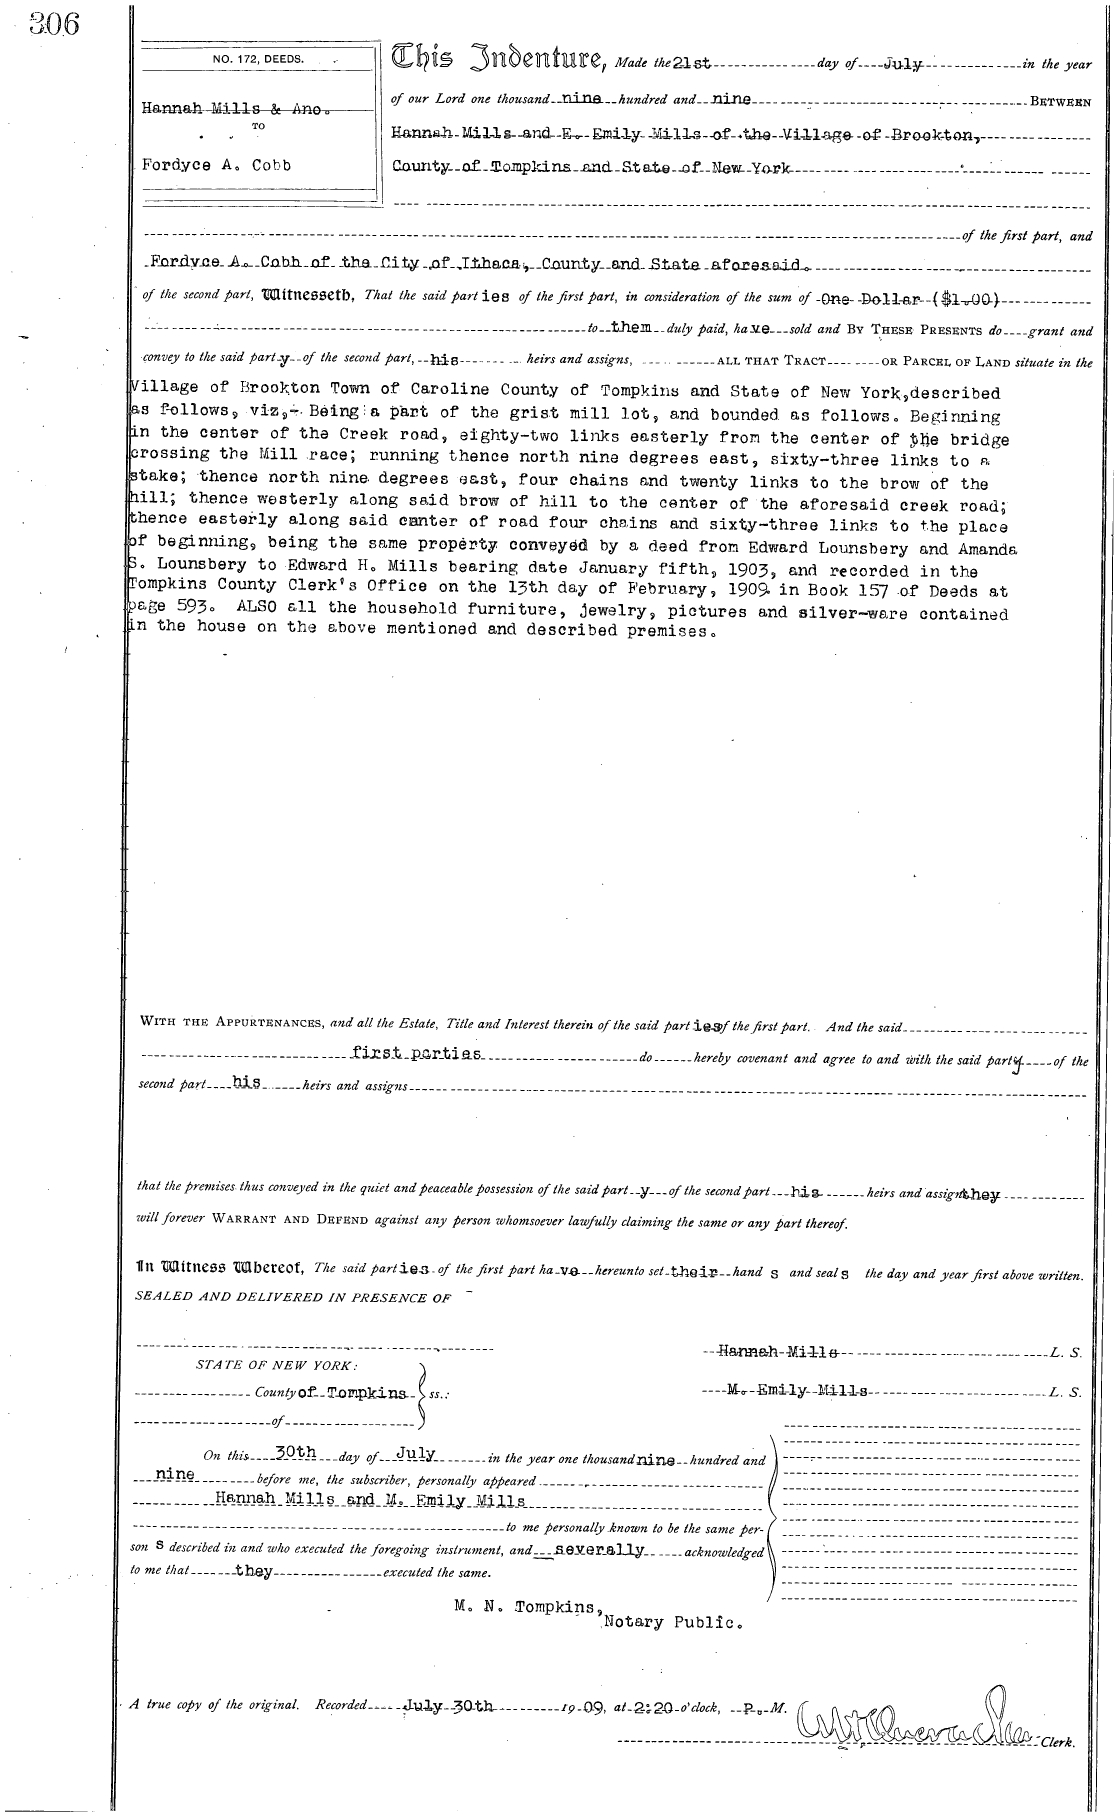 306
NO. 172, DEEDS.
Hannah Mills & Ano.
TO
Fordyce A. Cobb
This Indenture, Made the 21st day of July in the year
of our Lord one thousand nine hundred and nine BETWEEN
Hannah Mills and E. Emily Mills of the Village of Brookton,
County of Tompkins and State of New York
of the first part, and
Fordyce A. Cobb of the City of Ithaca, County and State aforesaid.
of the second part, Witnesseth, That the said parties of the first part, in consideration of the sum of One Dollar ($1.00)
to them duly paid, have sold and BY THESE PRESENTS do grant and
convey to the said party of the second part, his heirs and assigns, ALL THAT TRACT OR PARCEL OF LAND situate in the
Village of Brookton Town of Caroline County of Tompkins and State of New York,described
as follows, viz,- Being a part of the grist mill lot, and bounded as follows. Beginning
in the center of the Creek road, eighty-two links easterly from the center of the bridge
crossing the Mill race; running thence north nine degrees east, sixty-three links to a
stake; thence north nine degrees east, four chains and twenty links to the brow of the
hill; thence westerly along said brow of hill to the center of the aforesaid creek road;
thence easterly along said center of road four chains and sixty-three links to the place
of beginning, being the same property conveyed by a deed from Edward Lounsbery and Amanda
S. Lounsbery to Edward H. Mills bearing date January fifth, 1903, and recorded in the
Tompkins County Clerk's Office on the 13th day of February, 1909 in Book 157 of Deeds at
page 593. ALSO all the household furniture, jewelry, pictures and silver-ware contained
in the house on the above mentioned and described premises.
WITH THE APPURTENANCES, and all the Estate, Title and Interest therein of the said parties of the first part. And the said
first parties do hereby covenant and agree to and with the said party of the
second part his heirs and assigns
that the premises thus conveyed in the quiet and peaceable possession of the said party of the second part his heirs and assigns they
will forever WARRANT AND DEFEND against any person whomsoever lawfully claiming the same or any part thereof.
In Witness Whereof, The said parties of the first part have hereunto set their hand s and seals the day and year first above written.
SEALED AND DELIVERED IN PRESENCE OF
Hannah Mills L. S.
STATE OF NEW YORK:
County of Tompkins ss.:
M. Emily Mills L. S.
of
On this 30th day of July in the year one thousand nine hundred and
nine before me, the subscriber, personally appeared
Hannah Mills and M. Emily Mills
to me personally known to be the same per-
son s described in and who executed the foregoing instrument, and severally acknowledged
to me that they executed the same.
M. N. Tompkins,
Notary Public.
A true copy of the original. Recorded July 30th 1909, at 2:20 o'clock, P. M.
Clerk.